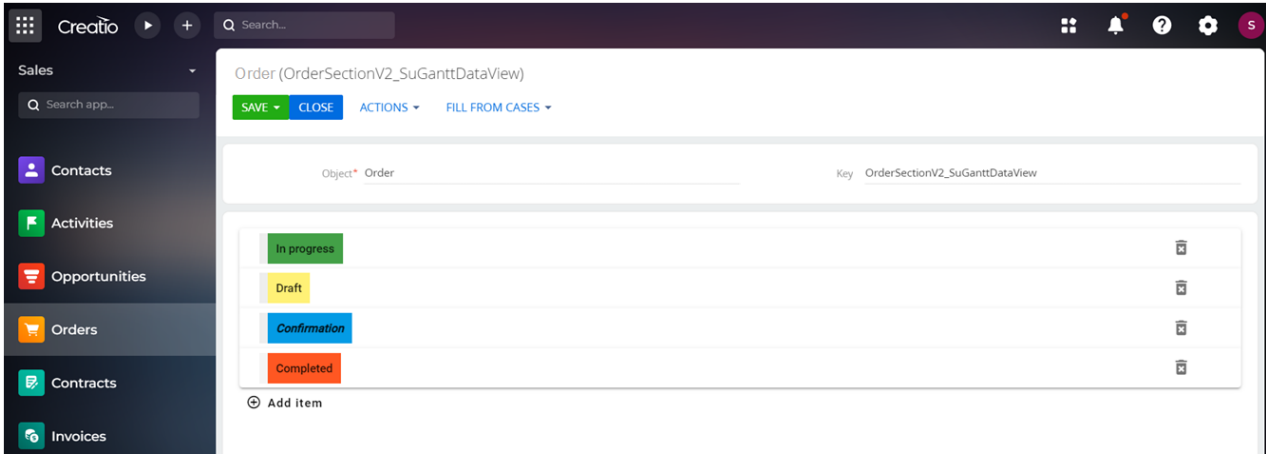 Creatio
Search...
S
Sales
Search app...
Contacts
Activities
Opportunities
Orders
Contracts
Invoices
Order (OrderSectionV2_SuGanttDataView)
SAVE CLOSE ACTIONS FILL FROM CASES
Object* Order Key OrderSectionV2_SuGanttDataView
In progress
Draft
Confirmation
Completed
Add item